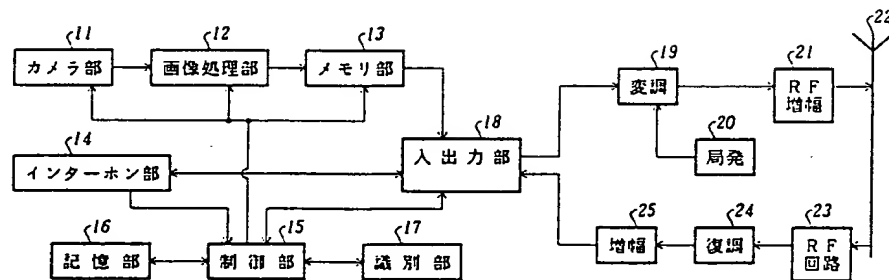 11
カメラ部
12
画像処理部
13
メモリ部
14
インターホン部
15
制御部
16
記憶部
17
識別部
18
入出力部
19
変調
20
局発
21
RF
増幅
22
23
RF
回路
24
復調
25
増幅